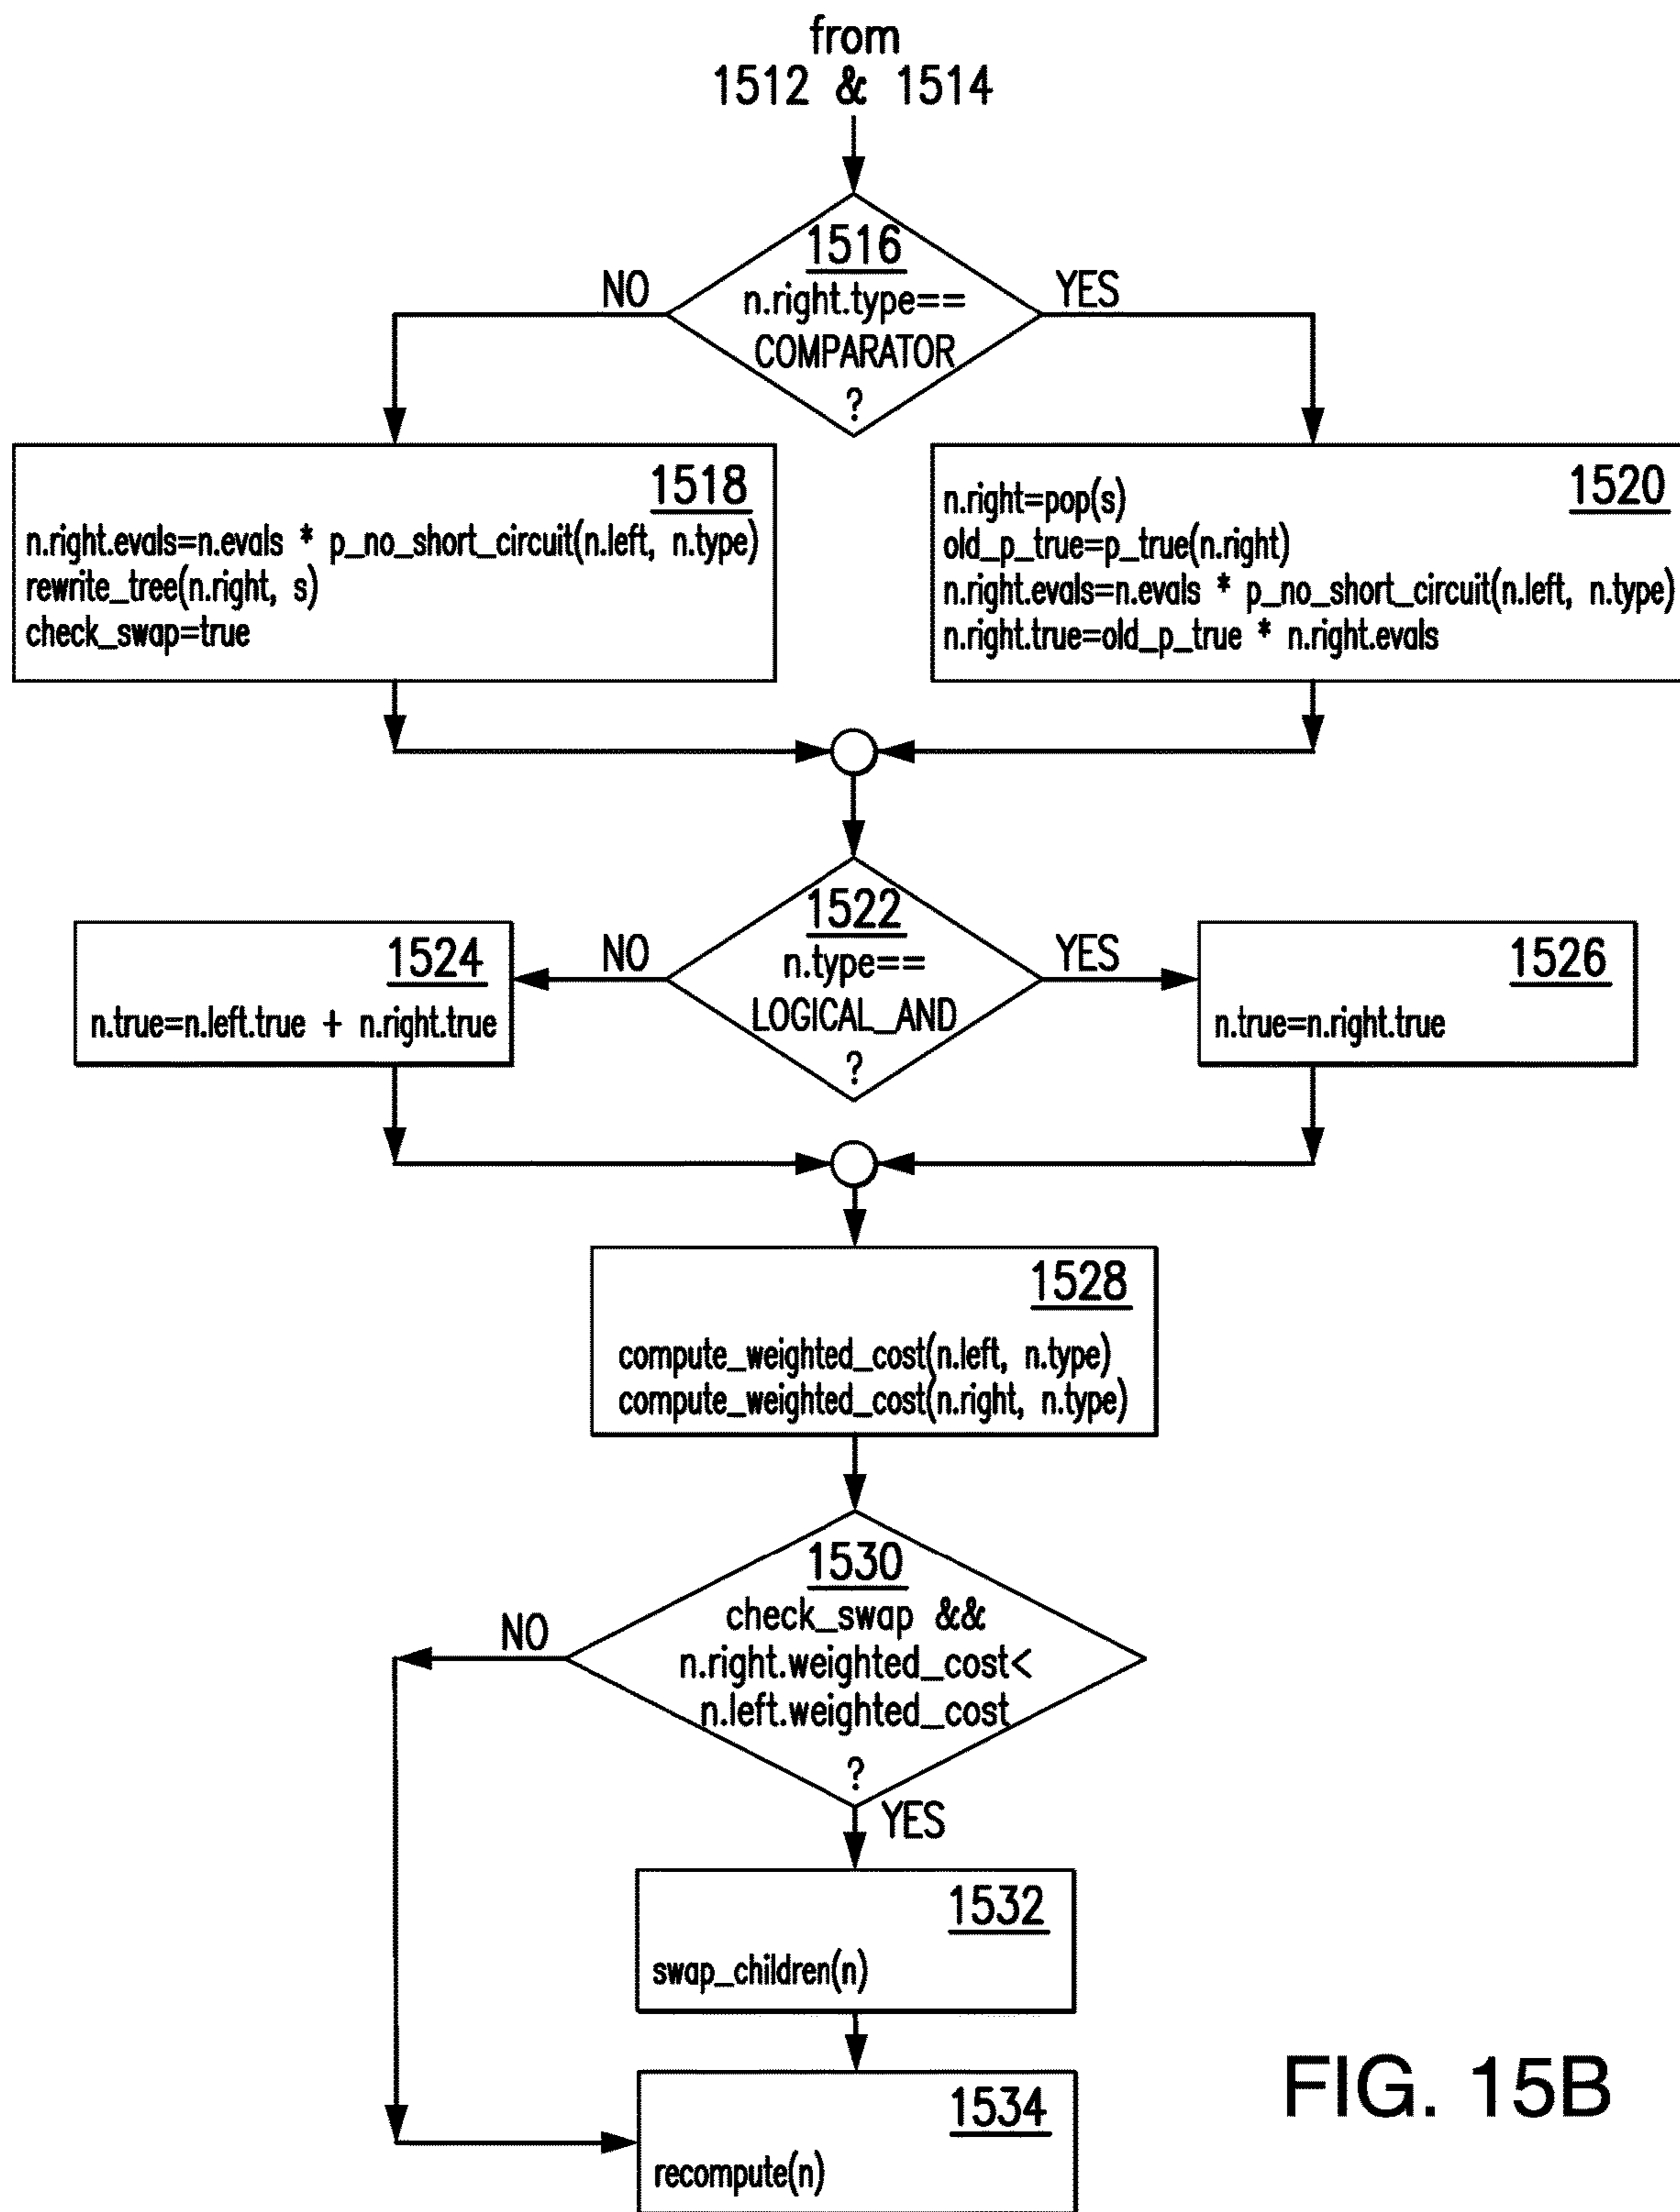 from
1512 & 1514
1516
n.right.type==
COMPARATOR
?
NO
YES
1518
n.right.evals=n.evals * p_no_short_circuit(n.left, n.type)
rewrite_tree(n.right, s)
check_swap=true
1520
n.right=pop(s)
old_p_true=p_true(n.right)
n.right.evals=n.evals * p_no_short_circuit(n.left, n.type)
n.right.true=old_p_true * n.right.evals
1522
n.type==
LOGICAL_AND
?
NO
YES
1524
n.true=n.left.true + n.right.true
1526
n.true=n.right.true
1528
compute_weighted_cost(n.left, n.type)
compute_weighted_cost(n.right, n.type)
1530
check_swap &&
n.right.weighted_cost<
n.left.weighted_cost
?
NO
YES
1532
swap_children(n)
1534
recompute(n)
FIG. 15B